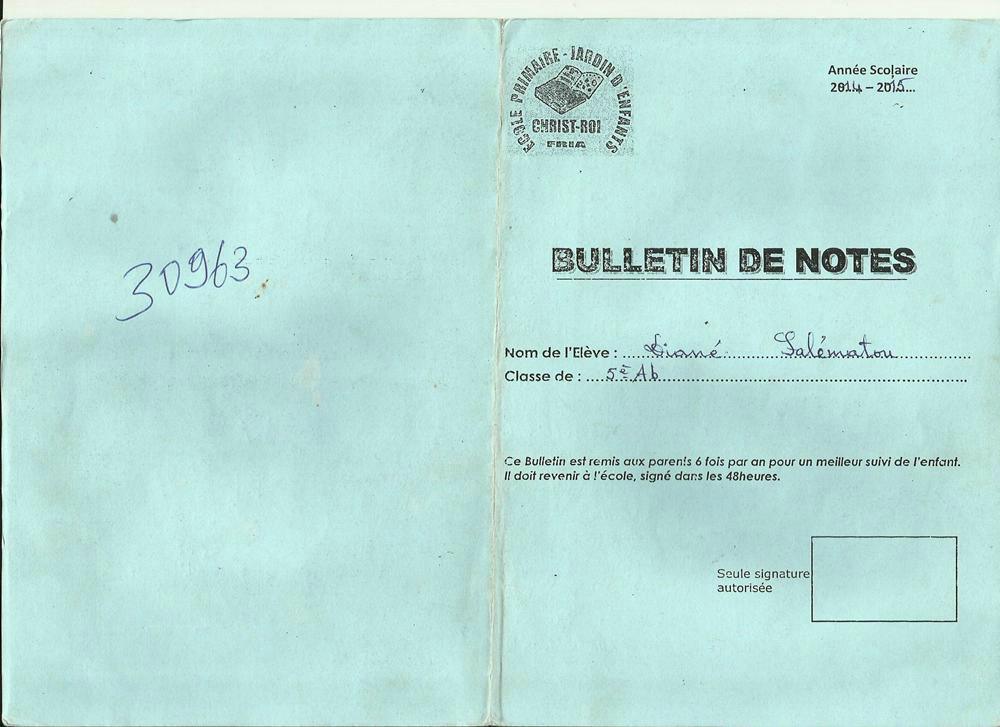 30963
ECOLE PRIMAIRE - JARDIN D'ENFANTS
CHRIST-ROI
FRIA
Année Scolaire
2014 – 2015...
BULLETIN DE NOTES
Nom de l'Elève : Diané Salématou
Classe de : 5è Ab
Ce Bulletin est remis aux parents 6 fois par an pour un meilleur suivi de l'enfant.
Il doit revenir à l'école, signé dans les 48heures.
Seule signature
autorisée